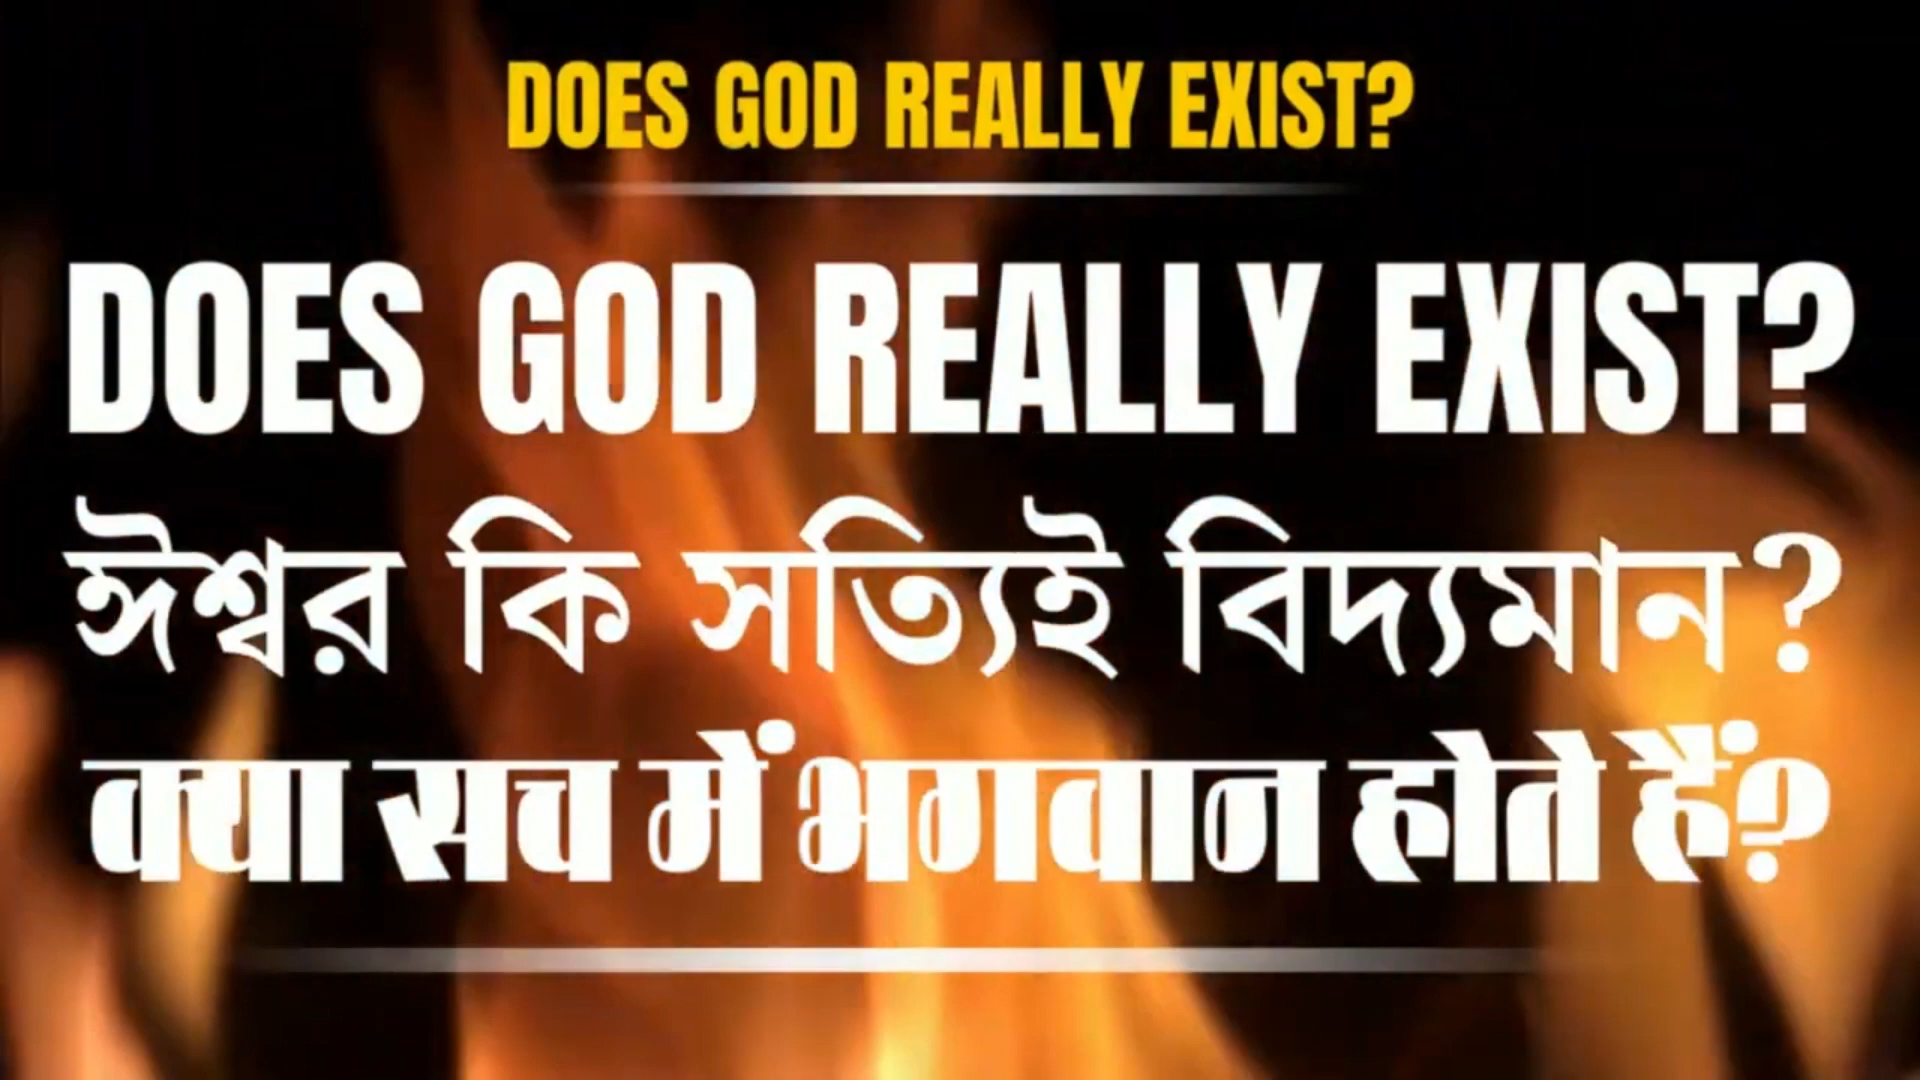 DOES GOD REALLY EXIST?
DOES GOD REALLY EXIST?
ঈশ্বর কি সত্যিই বিদ্যমান?
क्या सच में भगवान होते हैं?